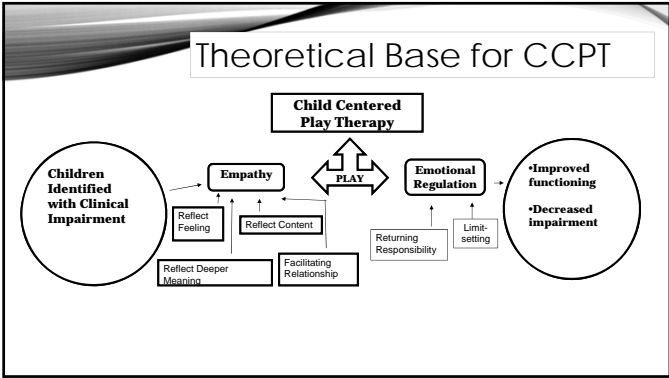 Theoretical Base for CCPT
Child Centered
Play Therapy
Children
Identified
with Clinical
Impairment
Empathy
PLAY
Emotional
Regulation
•Improved
functioning
•Decreased
impairment
Reflect
Feeling
Reflect Content
Reflect Deeper
Meaning
Facilitating
Relationship
Returning
Responsibility
Limit-
setting